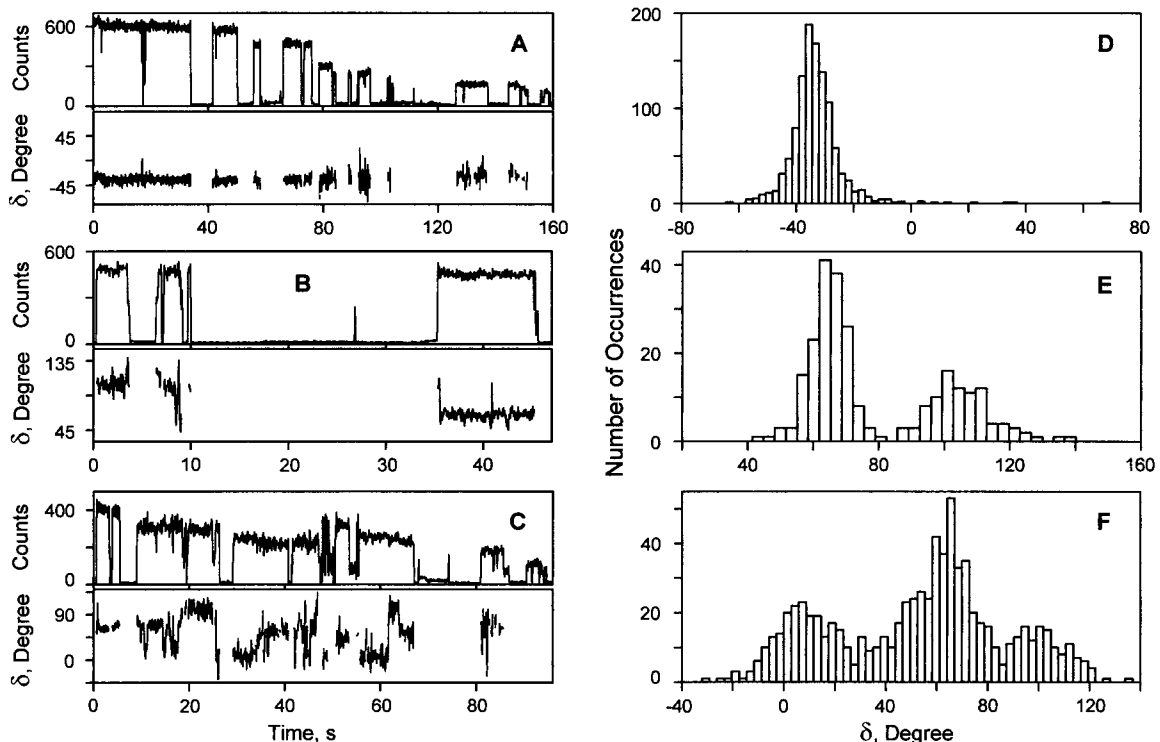 600
Counts
0
A
0 40 80 120 160
45
-45
δ, Degree
600
Counts
0
B
135
45
δ, Degree
0 10 20 30 40
400
Counts
0
C
90
0
δ, Degree
0 20 40 60 80
Time, s
Number of Occurrences
200
100
0
D
-80 -40 0 40 80
40
20
0
E
40 80 120 160
40
20
0
F
-40 0 40 80 120
δ, Degree